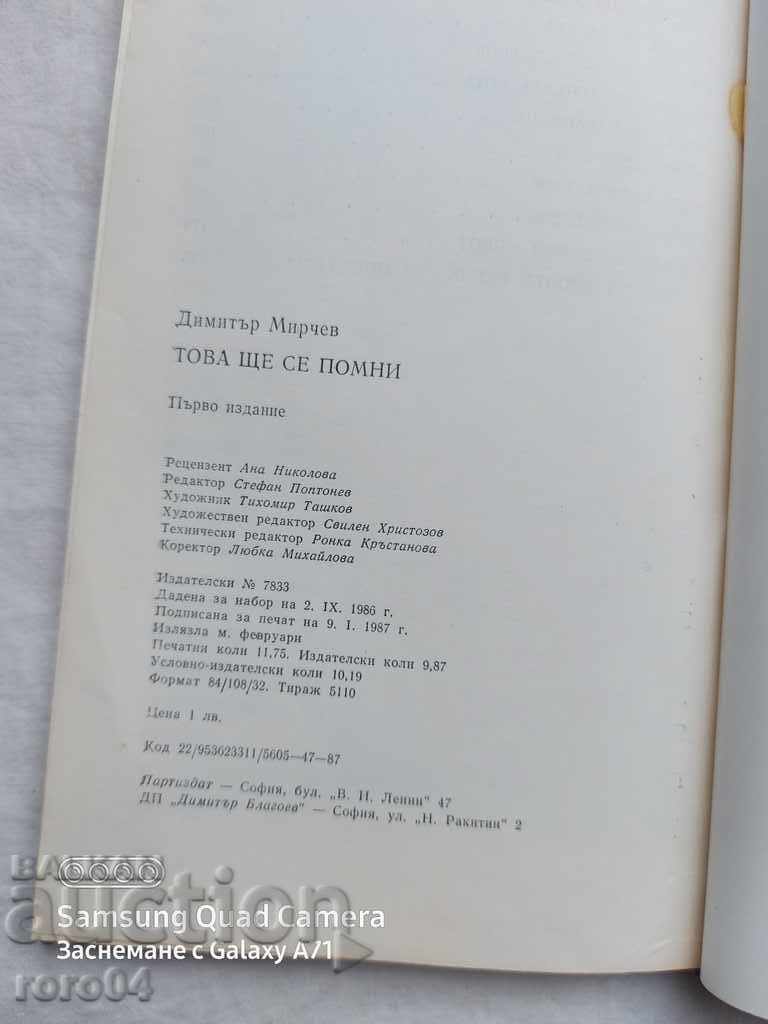 Димитър Мирчев
ТОВА ЩЕ СЕ ПОМНИ
Първо издание
Рецензент Ана Николова
Редактор Стефан Поптонев
Художник Тихомир Ташков
Художествен редактор Свилен Христозов
Технически редактор Ронка Кръстанова
Коректор Любка Михайлова
Издателски № 7833
Дадена за набор на 2. IX. 1986 г.
Подписана за печат на 9. I. 1987 г.
Излязла м. февруари
Печатни коли 11,75. Издателски коли 9,87
Условно-издателски коли 10,19
Формат 84/108/32. Тираж 5110
Цена 1 лв.
Код 22/953623311/5605—47—87
Партиздат — София, бул. „В. И. Ленин" 47
ДП „Димитър Благоев" — София, ул. „Н. Ракитин" 2
БАЛКАН
auction
Samsung Quad Camera
Заснемане с Galaxy A71
roro04